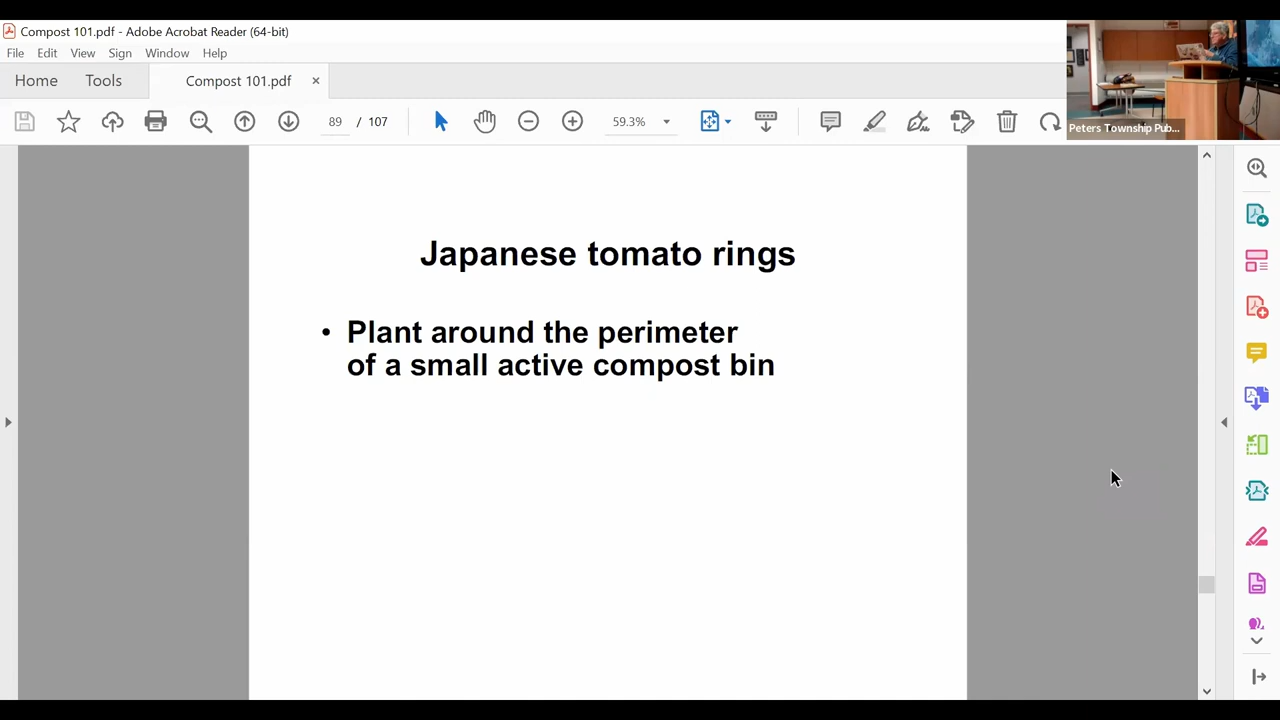 Compost 101.pdf - Adobe Acrobat Reader (64-bit)
File Edit View Sign Window Help
Home Tools Compost 101.pdf ×
89 / 107 59.3%
Peters Township Pub...
Japanese tomato rings
• Plant around the perimeter
of a small active compost bin